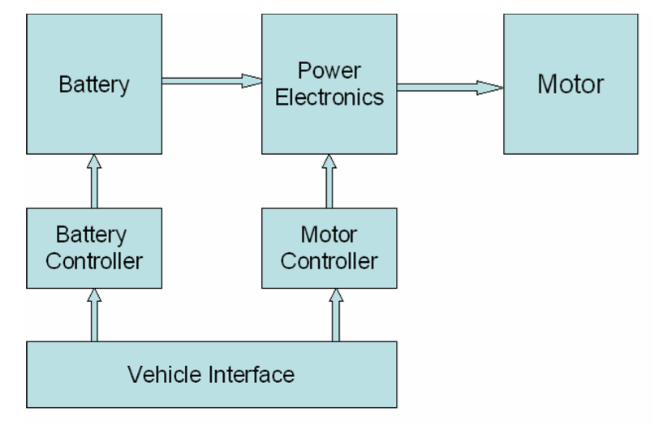 Battery
Power
Electronics
Motor
Battery
Controller
Motor
Controller
Vehicle Interface